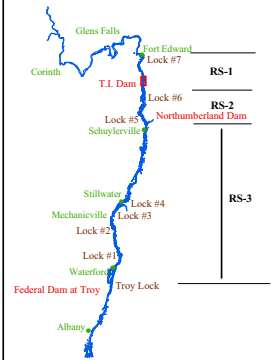 Glens Falls
Fort Edward
Corinth
Lock #7
T.I. Dam
RS-1
Lock #6
RS-2
Northumberland Dam
Lock #5
Schuylerville
RS-3
Stillwater
Lock #4
Mechanicville
Lock #3
Lock #2
Lock #1
Waterford
Federal Dam at Troy
Troy Lock
Albany